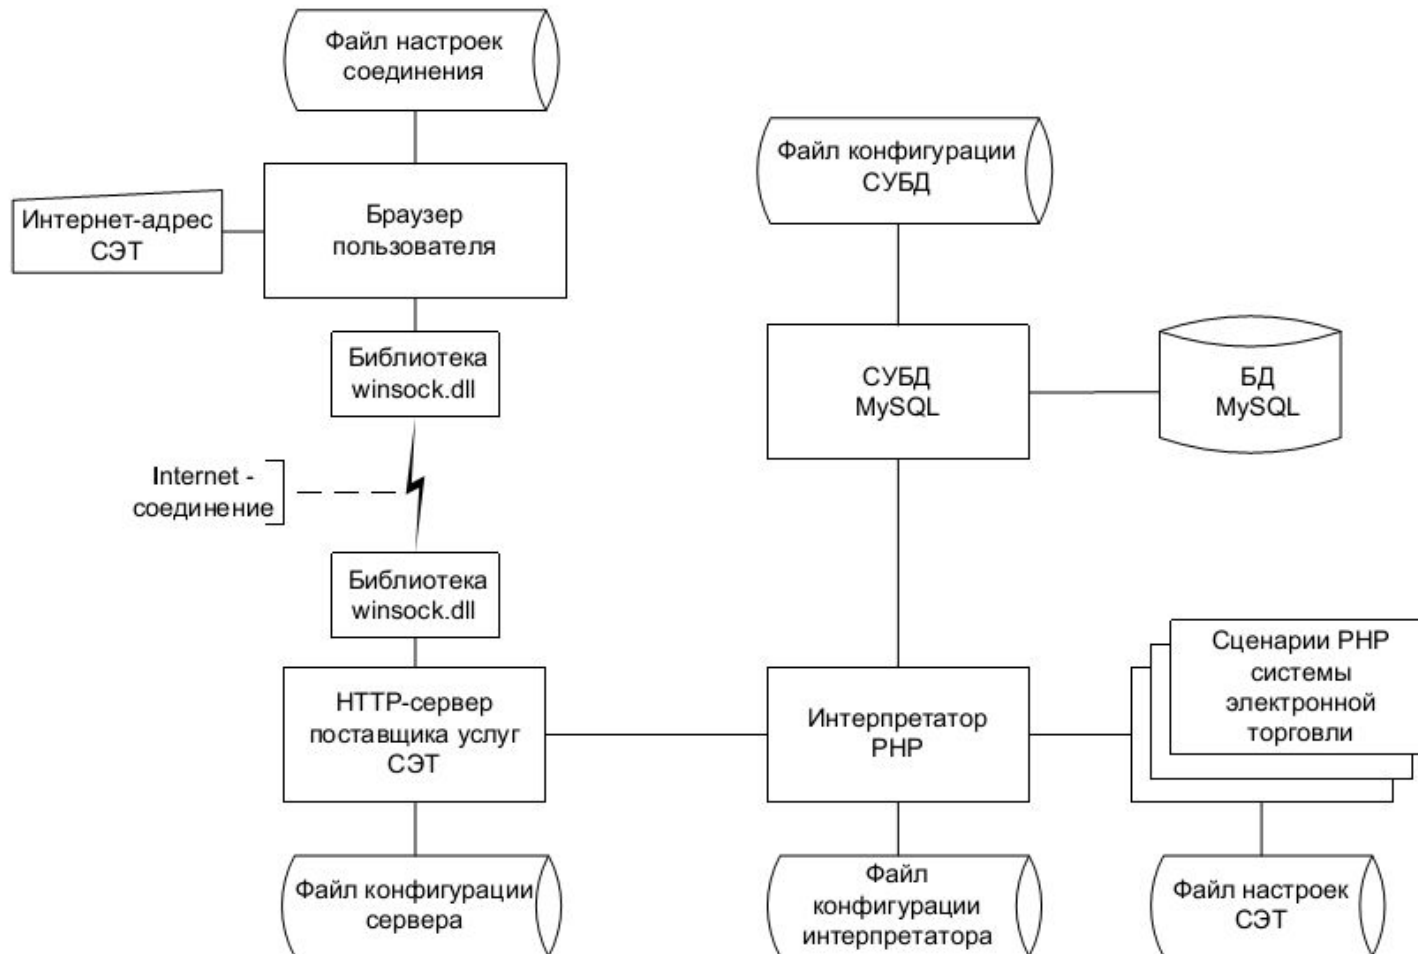 Файл настроек
соединения
Файл конфигурации
СУБД
Интернет-адрес
СЭТ
Браузер
пользователя
Библиотека
winsock.dll
СУБД
MySQL
БД
MySQL
Internet -
соединение
Библиотека
winsock.dll
HTTP-сервер
поставщика услуг
СЭТ
Интерпретатор
PHP
Сценарии PHP
системы
электронной
торговли
Файл конфигурации
сервера
Файл
конфигурации
интерпретатора
Файл настроек
СЭТ